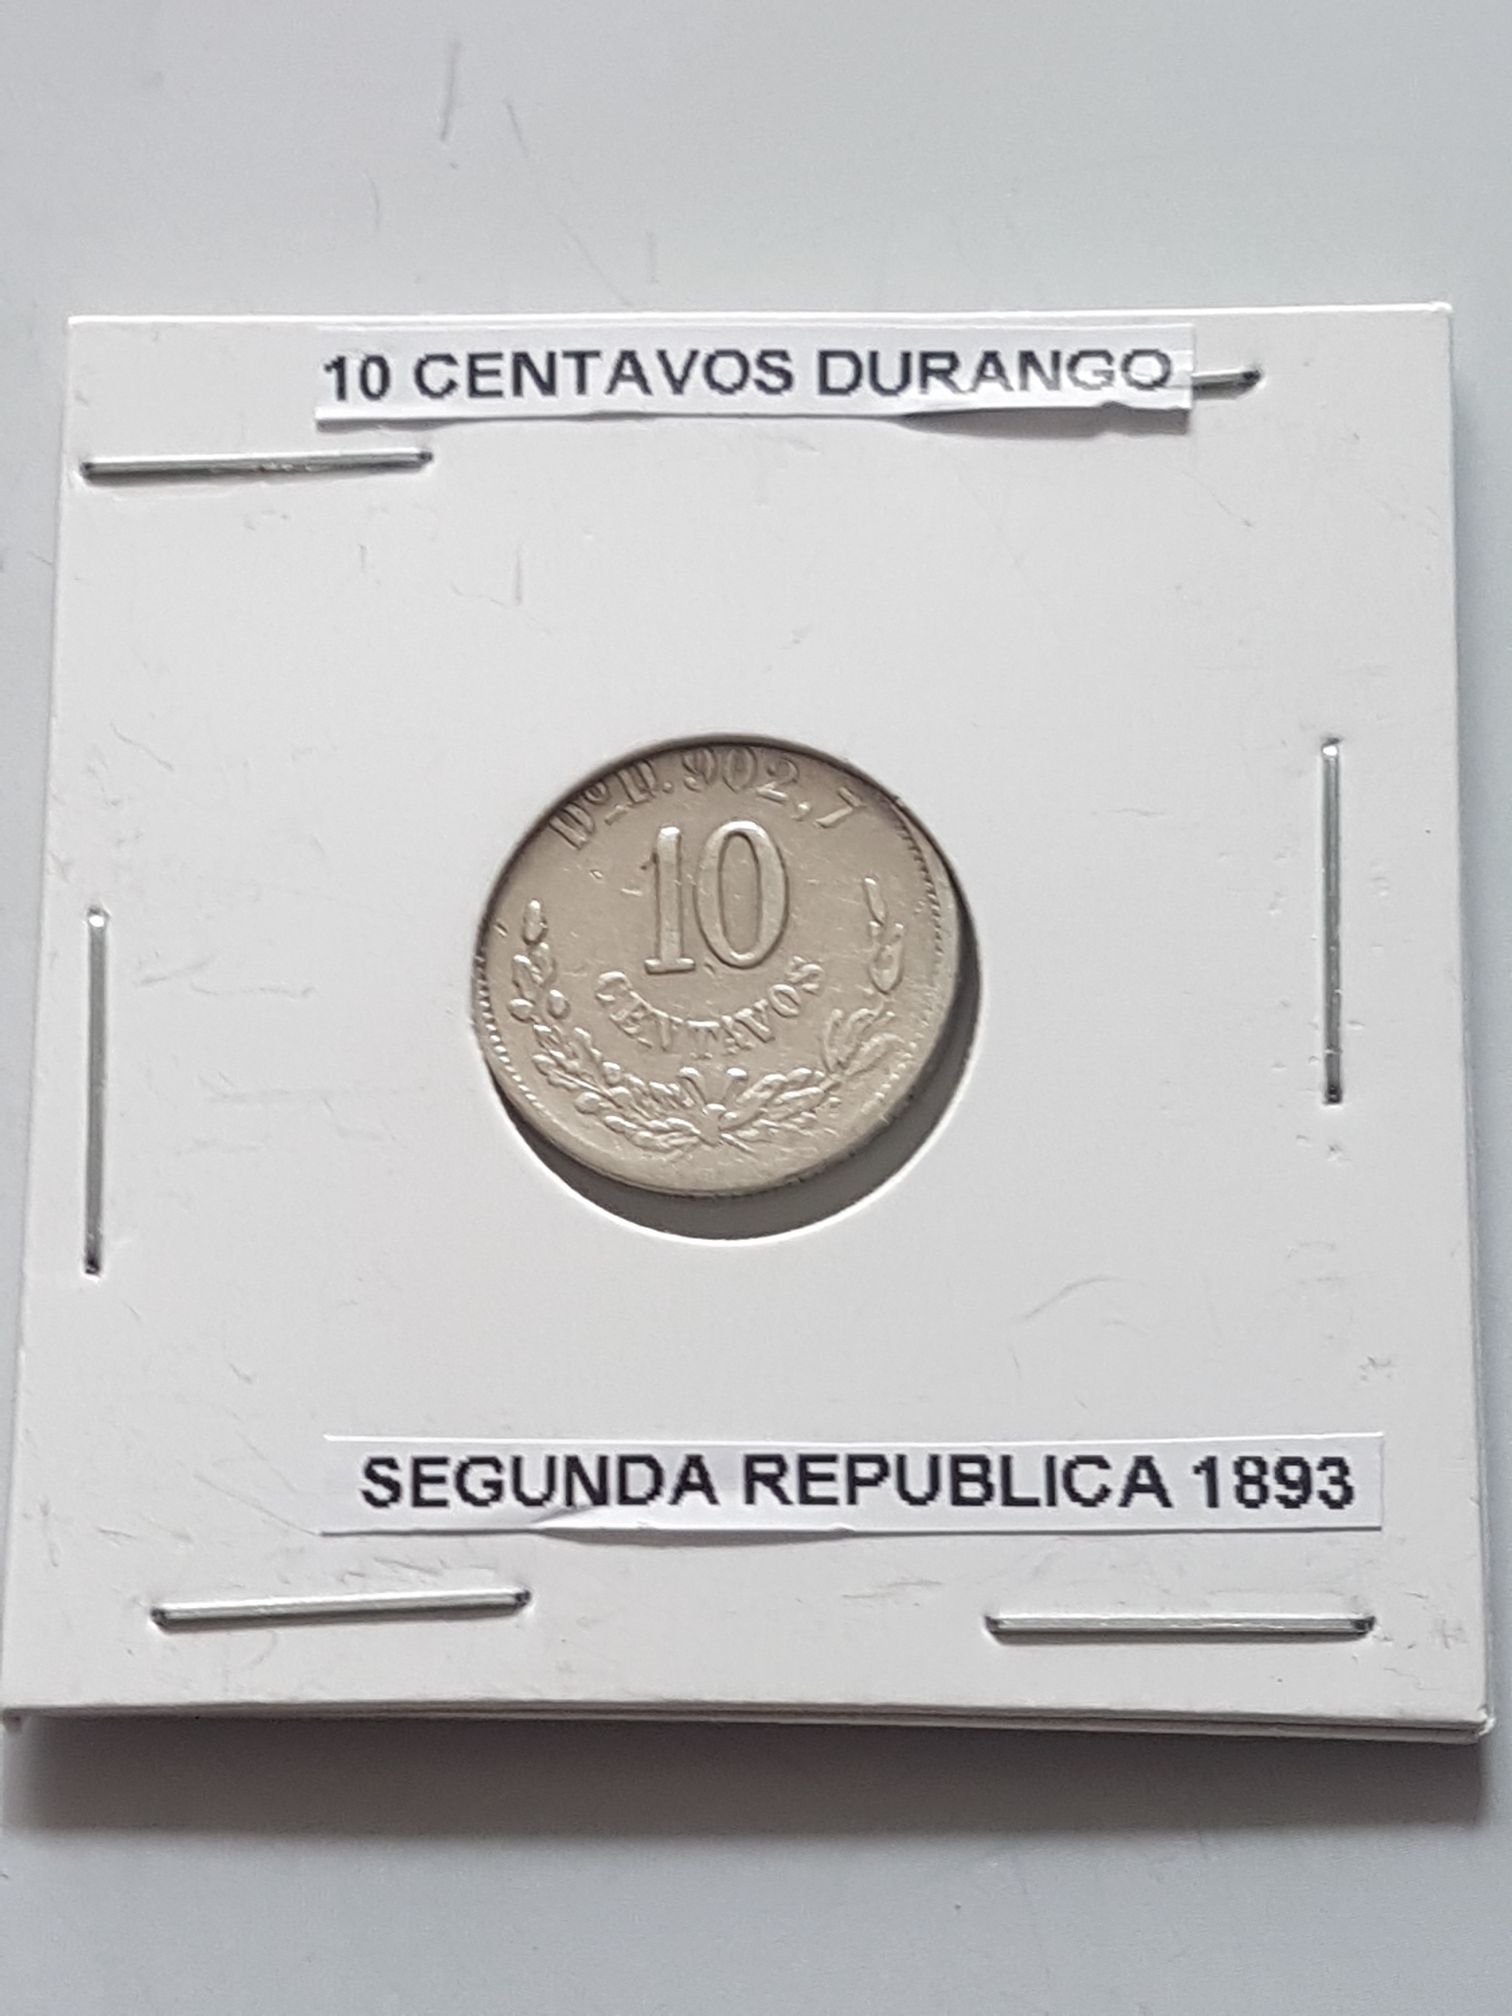 10 CENTAVOS DURANGO
Dº.D.902,7
10
CENTAVOS
SEGUNDA REPUBLICA 1893